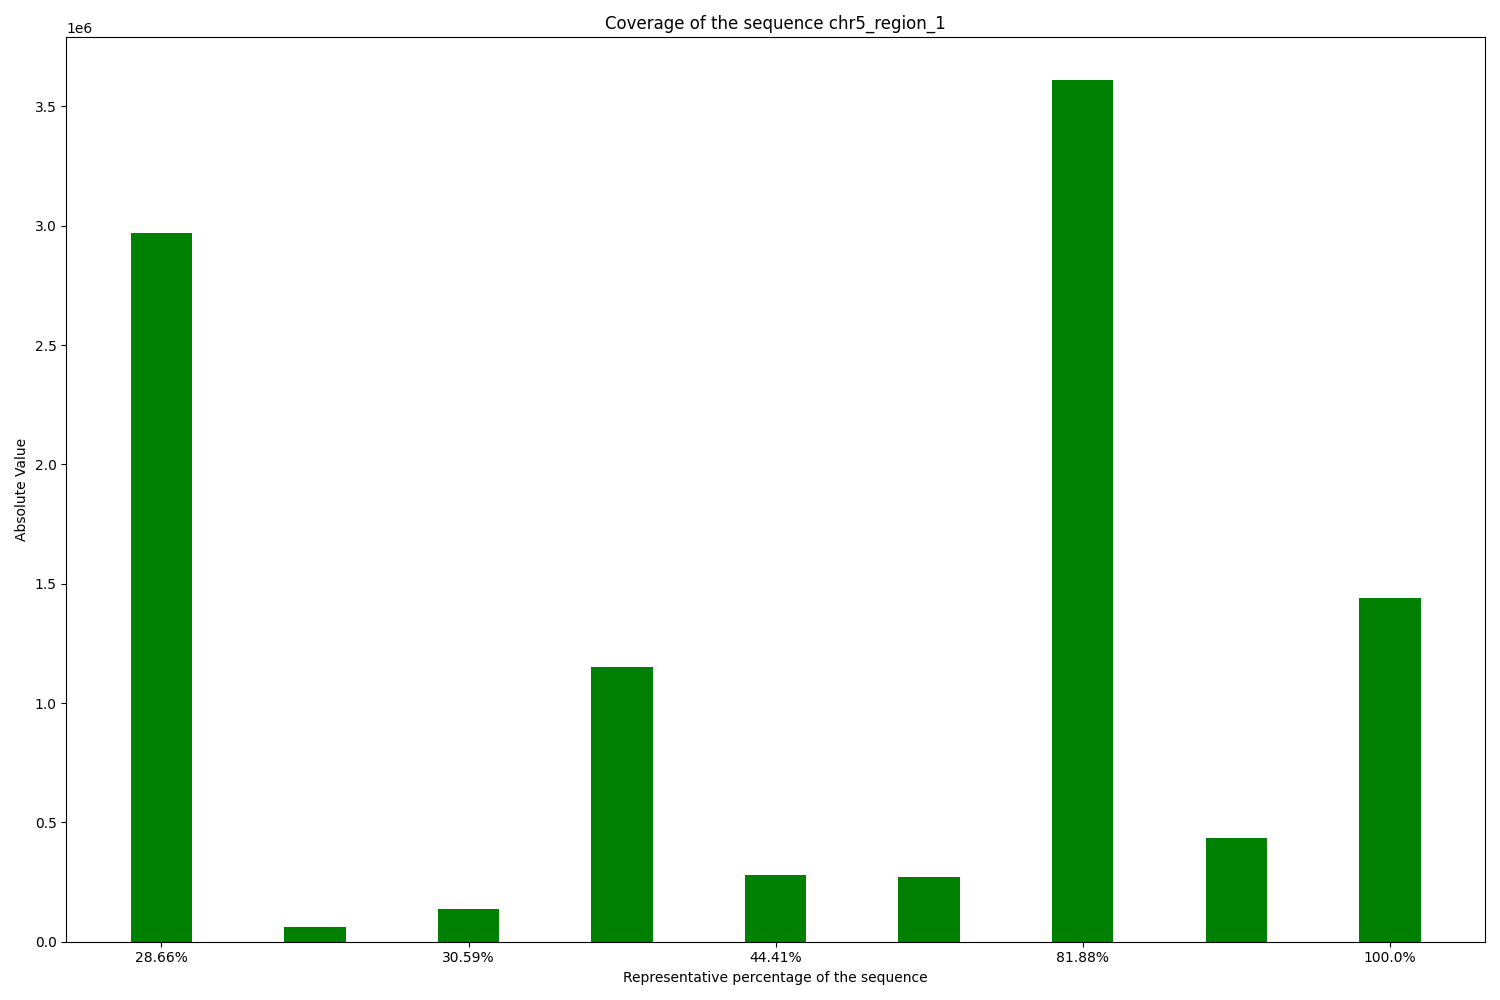 Coverage of the sequence chr5_region_1
1e6
3.5
3.0
2.5
2.0
1.5
1.0
0.5
0.0
Absolute Value
28.66% 30.59% 44.41% 81.88% 100.0%
Representative percentage of the sequence